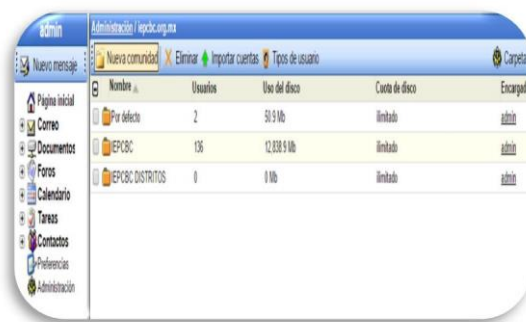 admin
Administración / iepcbc.org.mx
Nuevo mensaje
Nueva comunidad Eliminar Importar cuentas Tipos de usuario Carpeta
Nombre Usuarios Uso del disco Cuota de disco Encargad
Por defecto 2 50.9 Mb ilimitado admin
IEPCBC 136 12,838.9 Mb ilimitado admin
IEPCBC DISTRITOS 0 0 Mb ilimitado admin
Página inicial
Correo
Documentos
Foros
Calendario
Tareas
Contactos
Preferencias
Administración